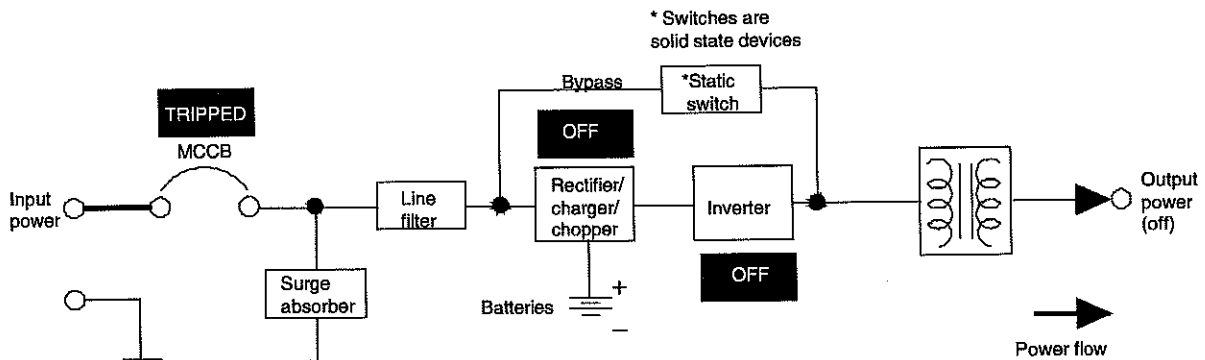 * Switches are
solid state devices
Bypass
*Static
switch
TRIPPED
OFF
MCCB
Input
power
Line
filter
Rectifier/
charger/
chopper
Inverter
Output
power
(off)
OFF
Surge
absorber
Batteries
+
–
Power flow